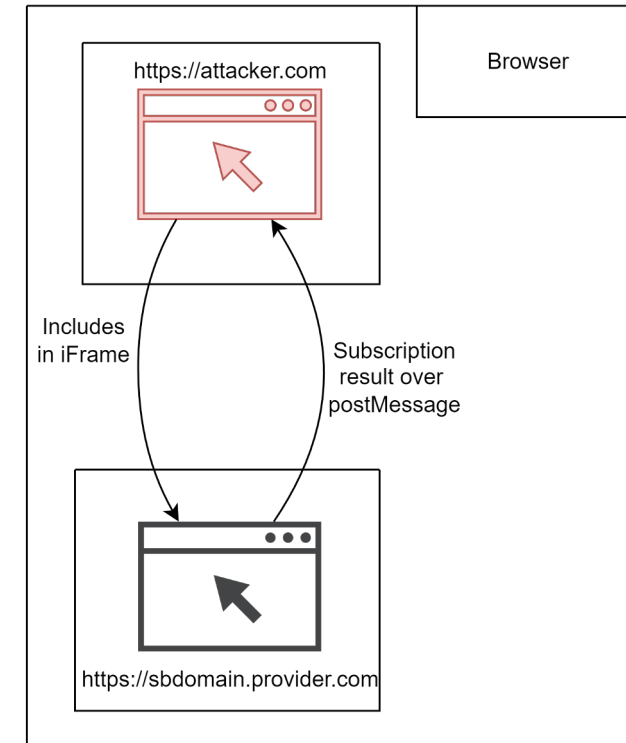 https://attacker.com
Browser
Includes
in iFrame
Subscription
result over
postMessage
https://sbdomain.provider.com